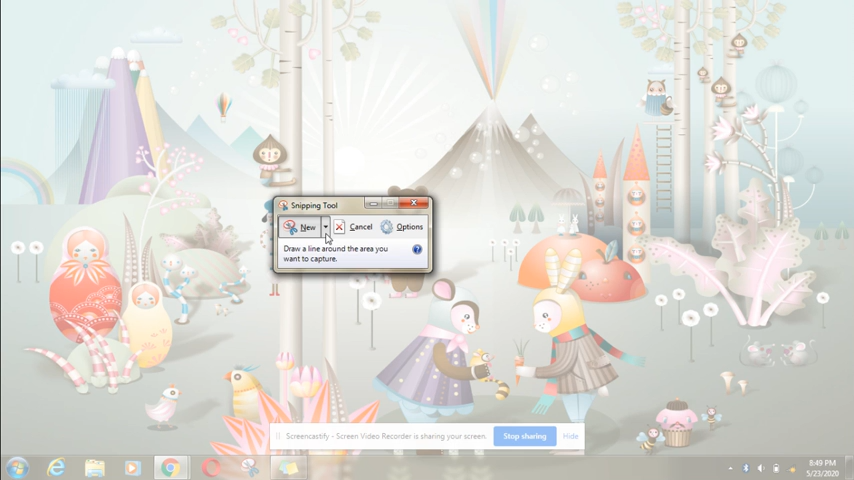 Snipping Tool
New Cancel Options
Draw a line around the area you
want to capture.
Screencastify - Screen Video Recorder is sharing your screen.
Stop sharing
Hide
8:49 PM
5/23/2020